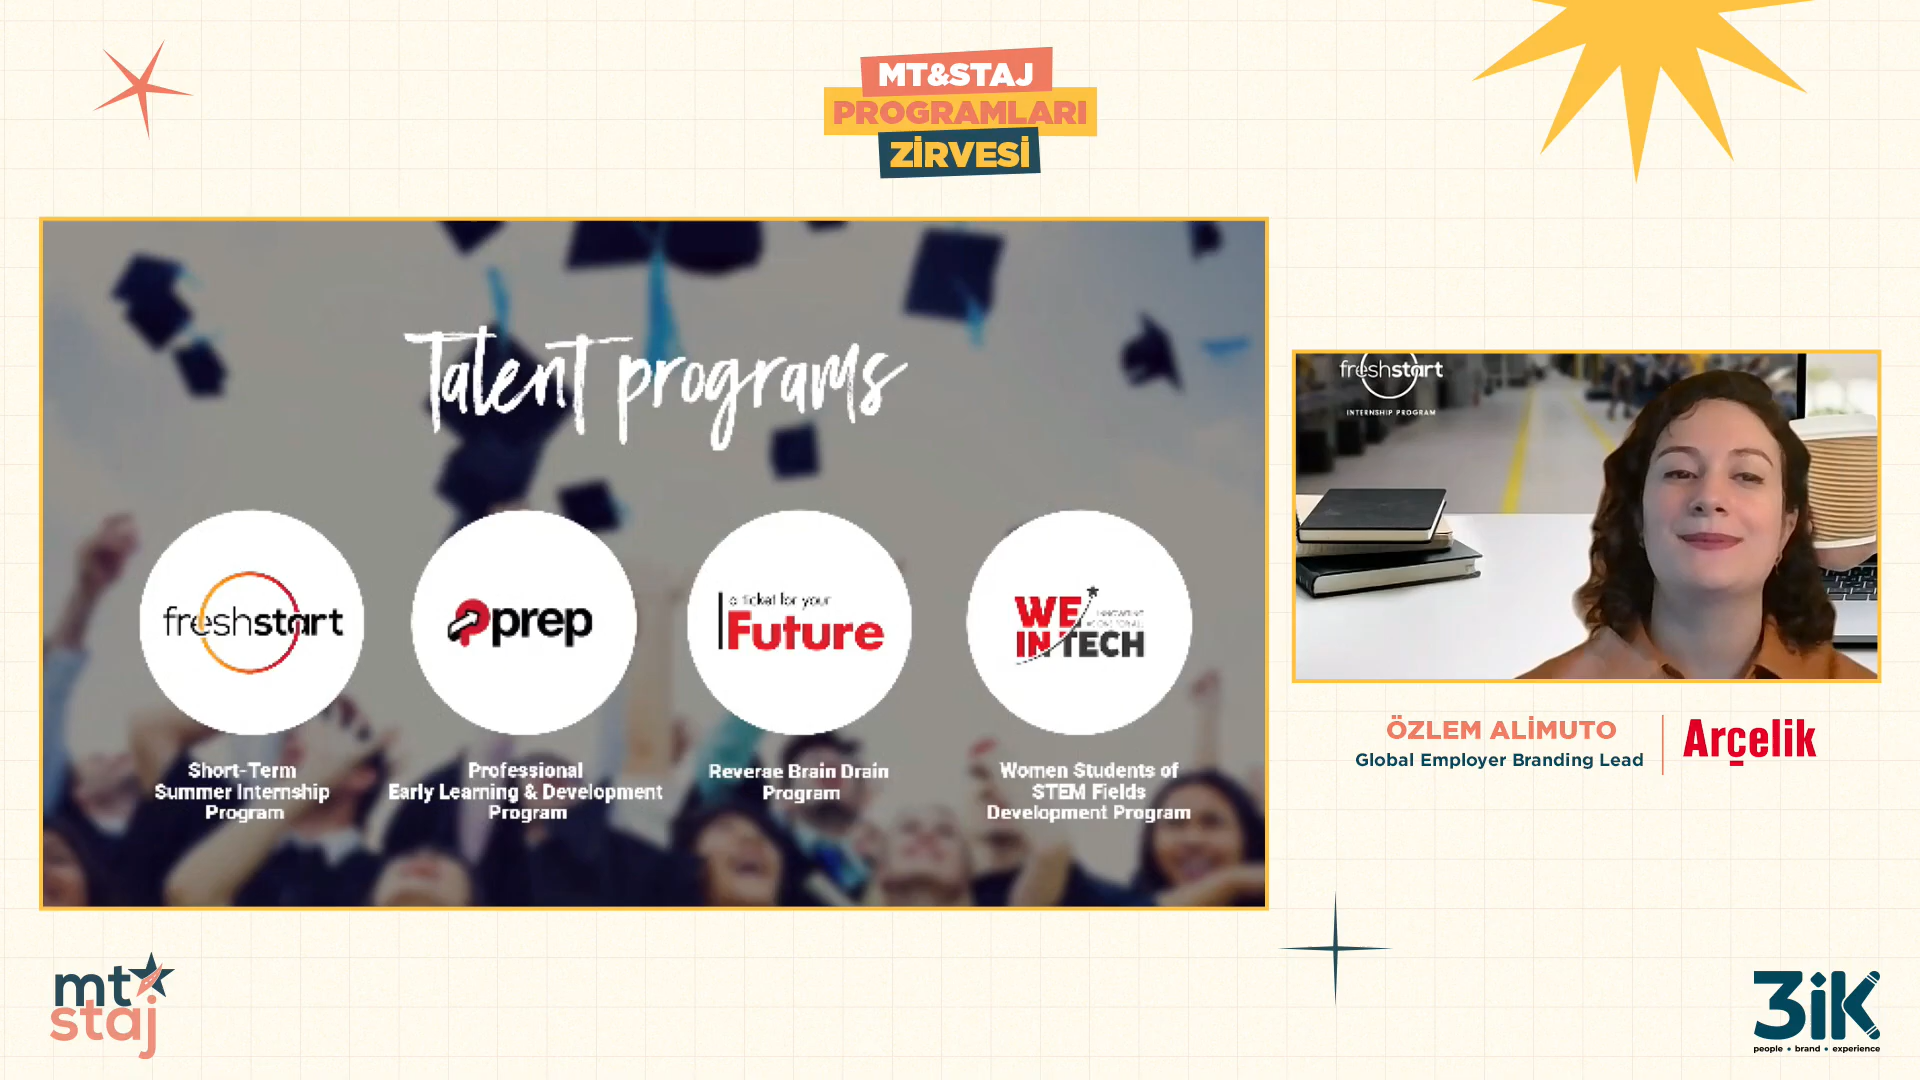 MT&STAJ
PROGRAMLARI
ZİRVESİ
Talent programs
freshstart
prep
a ticket for your
Future
WE
IN TECH
Short-Term
Summer Internship
Program
Professional
Early Learning & Development
Program
Reverse Brain Drain
Program
Women Students of
STEM Fields
Development Program
freshstart
INTERNSHIP PROGRAM
ÖZLEM ALİMUTO
Global Employer Branding Lead
Arçelik
mt
staj
3iK
people • brand • experience